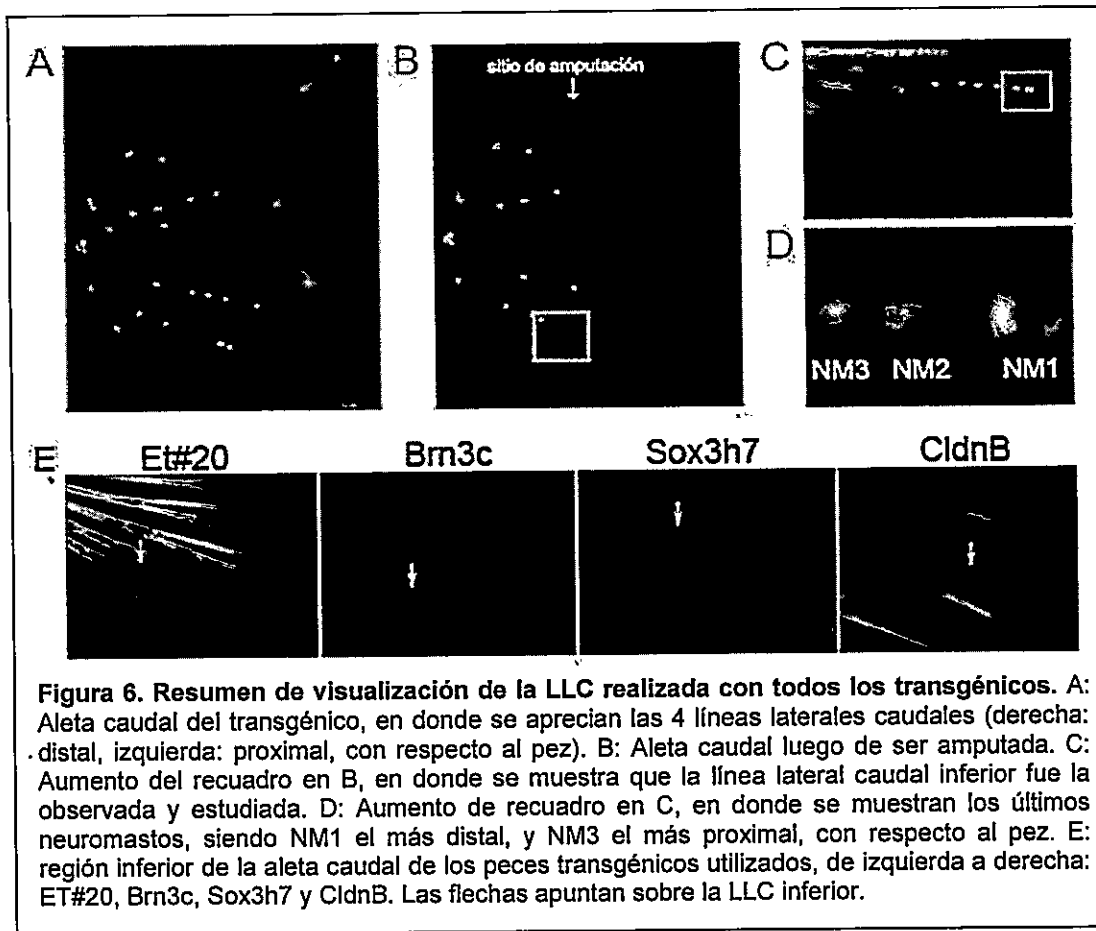 A
B
sitio de amputación
C
D
NM3 NM2 NM1
E
Et#20 Brn3c Sox3h7 CldnB
Figura 6. Resumen de visualización de la LLC realizada con todos los transgénicos. A:
Aleta caudal del transgénico, en donde se aprecian las 4 líneas laterales caudales (derecha:
distal, izquierda: proximal, con respecto al pez). B: Aleta caudal luego de ser amputada. C:
Aumento del recuadro en B, en donde se muestra que la línea lateral caudal inferior fue la
observada y estudiada. D: Aumento de recuadro en C, en donde se muestran los últimos
neuromastos, siendo NM1 el más distal, y NM3 el más proximal, con respecto al pez. E:
región inferior de la aleta caudal de los peces transgénicos utilizados, de izquierda a derecha:
ET#20, Brn3c, Sox3h7 y CldnB. Las flechas apuntan sobre la LLC inferior.